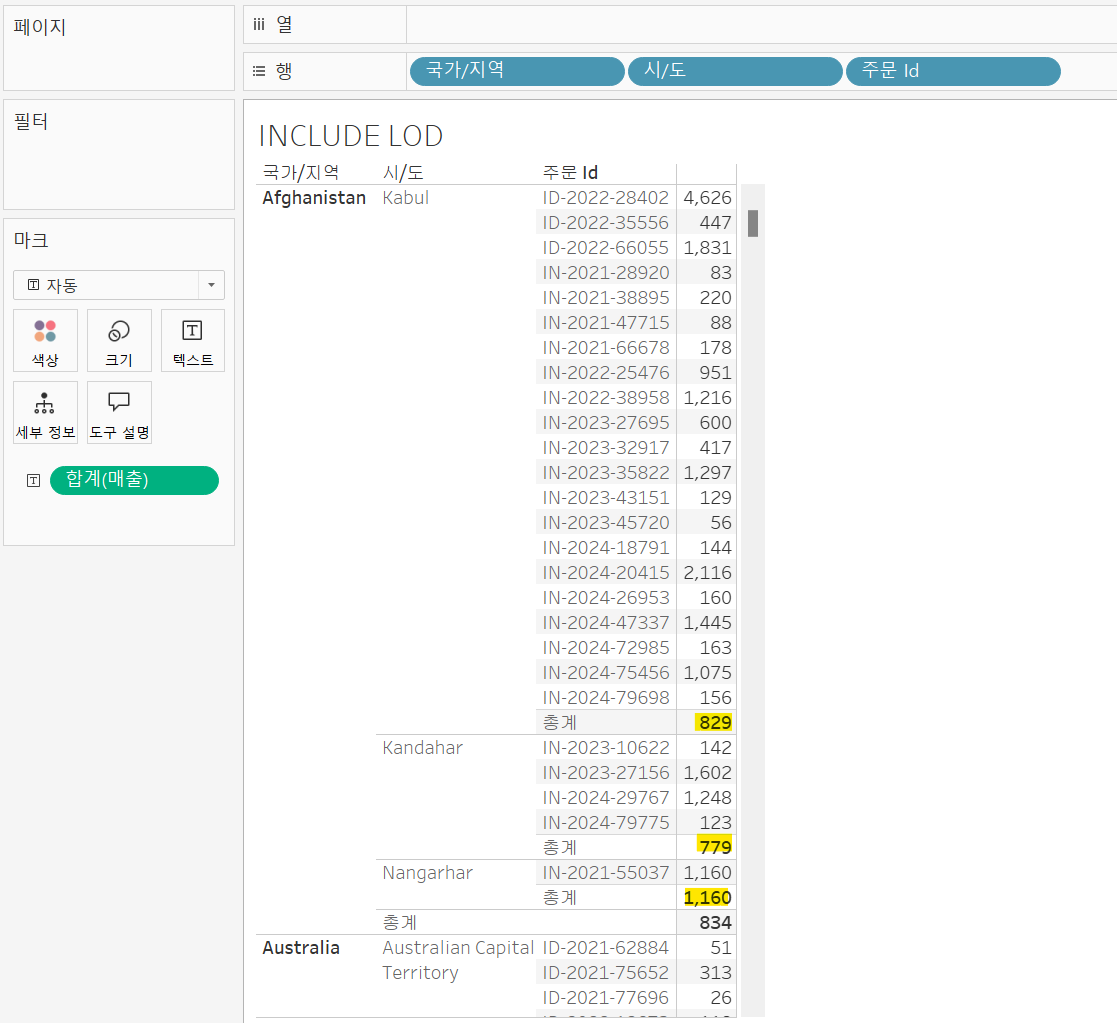 페이지
iii 열
행 국가/지역 시/도 주문 Id
필터
마크
자동
색상 크기 텍스트
세부 정보 도구 설명
합계(매출)
INCLUDE LOD
국가/지역 시/도 주문 Id
Afghanistan Kabul ID-2022-28402 4,626
ID-2022-35556 447
ID-2022-66055 1,831
IN-2021-28920 83
IN-2021-38895 220
IN-2021-47715 88
IN-2021-66678 178
IN-2022-25476 951
IN-2022-38958 1,216
IN-2023-27695 600
IN-2023-32917 417
IN-2023-35822 1,297
IN-2023-43151 129
IN-2023-45720 56
IN-2024-18791 144
IN-2024-20415 2,116
IN-2024-26953 160
IN-2024-47337 1,445
IN-2024-72985 163
IN-2024-75456 1,075
IN-2024-79698 156
총계 829
Kandahar IN-2023-10622 142
IN-2023-27156 1,602
IN-2024-29767 1,248
IN-2024-79775 123
총계 779
Nangarhar IN-2021-55037 1,160
총계 1,160
총계 834
Australia Australian Capital ID-2021-62884 51
Territory ID-2021-75652 313
ID-2021-77696 26